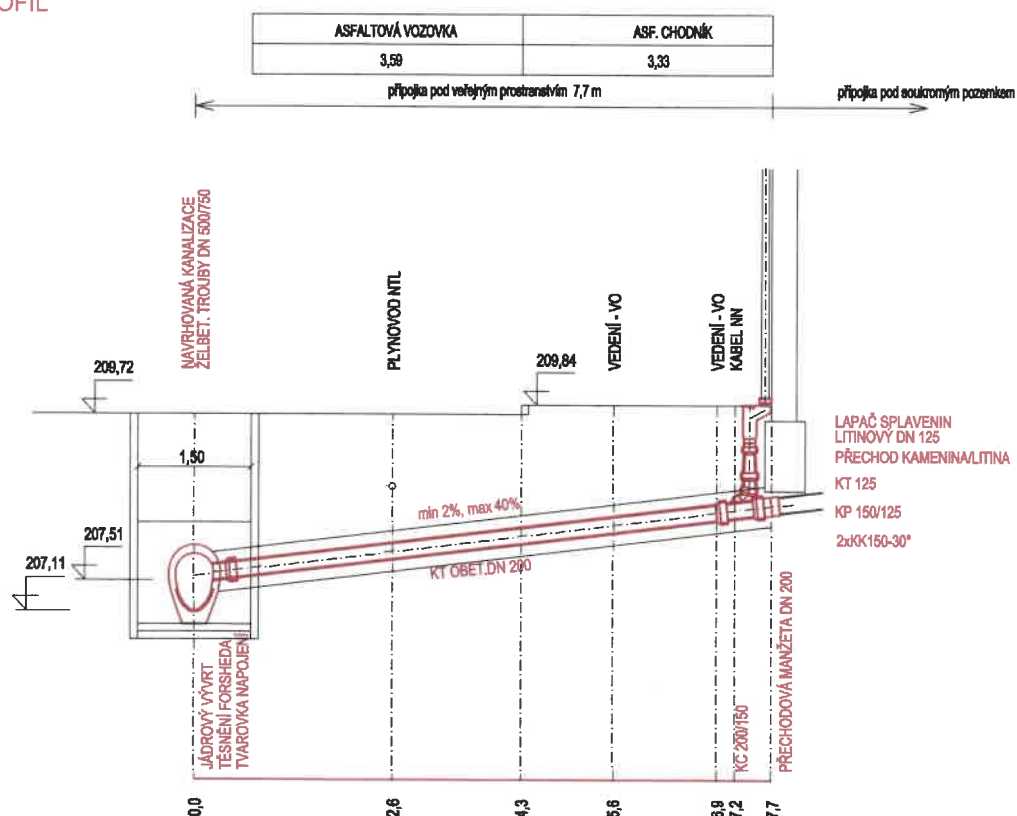 OFIL
ASFALTOVÁ VOZOVKA
ASF. CHODNÍK
3,59
3,33
přípojka pod veřejným prostranstvím 7,7 m
přípojka pod soukromým pozemkem
NAVRHOVANÁ KANALIZACE
ŽELBET. TROUBY DN 500/750
PLYNOVOD NTL
VEDENÍ - VO
VEDENÍ - VO
KABEL NN
209,72
209,84
1,50
207,51
207,11
min 2%, max 40%
KT OBET.DN 200
LAPAČ SPLAVENIN
LITINOVÝ DN 125
PŘECHOD KAMENINA/LITINA
KT 125
KP 150/125
2xKK150-30°
JÁDROVÝ VÝVRT
TĚSNĚNÍ FORSHEDA
TVAROVKA NAPOJENÍ
KC 200/150
PŘECHODOVÁ MANŽETA DN 200
0,0
2,6
4,3
5,6
6,9
7,2
7,7